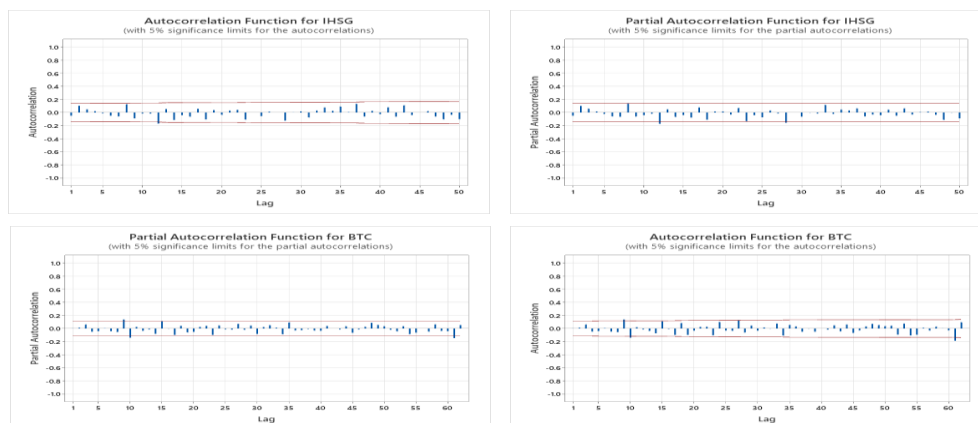 Autocorrelation Function for IHSG
(with 5% significance limits for the autocorrelations)
1.0
0.8
0.6
0.4
0.2
0.0
-0.2
-0.4
-0.6
-0.8
-1.0
Autocorrelation
1 5 10 15 20 25 30 35 40 45 50
Lag
Partial Autocorrelation Function for IHSG
(with 5% significance limits for the partial autocorrelations)
1.0
0.8
0.6
0.4
0.2
0.0
-0.2
-0.4
-0.6
-0.8
-1.0
Partial Autocorrelation
1 5 10 15 20 25 30 35 40 45 50
Lag
Partial Autocorrelation Function for BTC
(with 5% significance limits for the partial autocorrelations)
1.0
0.8
0.6
0.4
0.2
0.0
-0.2
-0.4
-0.6
-0.8
-1.0
Partial Autocorrelation
1 5 10 15 20 25 30 35 40 45 50 55 60
Lag
Autocorrelation Function for BTC
(with 5% significance limits for the autocorrelations)
1.0
0.8
0.6
0.4
0.2
0.0
-0.2
-0.4
-0.6
-0.8
-1.0
Autocorrelation
1 5 10 15 20 25 30 35 40 45 50 55 60
Lag